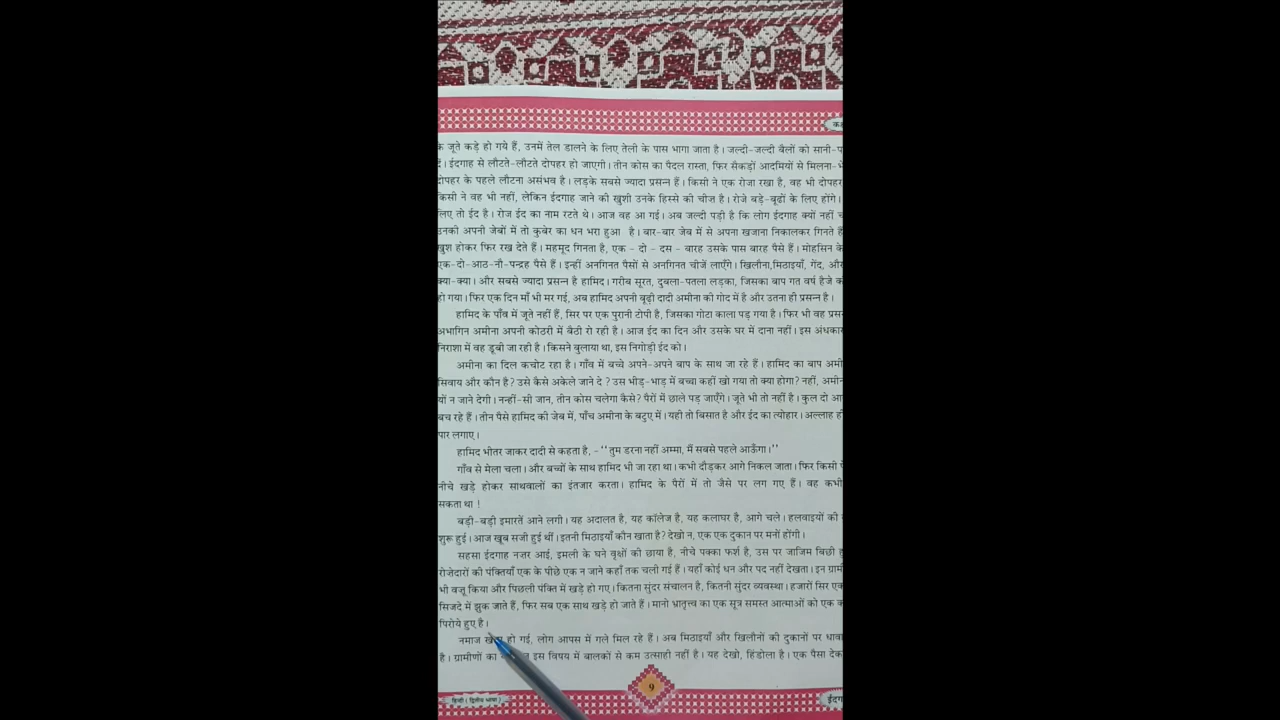 क
के जूते कड़े हो गये हैं, उनमें तेल डालने के लिए तेली के पास भागा जाता है। जल्दी-जल्दी बैलों को सानी-प
दें। ईदगाह से लौटते-लौटते दोपहर हो जाएगी। तीन कोस का पैदल रास्ता, फिर सैंकड़ों आदमियों से मिलना-भे
दोपहर के पहले लौटना असंभव है। लड़के सबसे ज्यादा प्रसन्न हैं। किसी ने एक रोजा रखा है, वह भी दोपहर
किसी ने वह भी नहीं, लेकिन ईदगाह जाने की खुशी उनके हिस्से की चीज है। रोजे बड़े-बूढों के लिए होंगे।
लिए तो ईद है। रोज ईद का नाम रटते थे। आज वह आ गई। अब जल्दी पड़ी है कि लोग ईदगाह क्यों नहीं च
उनकी अपनी जेबों में तो कुबेर का धन भरा हुआ है। बार-बार जेब में से अपना खजाना निकालकर गिनते हैं
खुश होकर फिर रख देते हैं। महमूद गिनता है, एक - दो - दस - बारह उसके पास बारह पैसे हैं। मोहसिन के
एक-दो-आठ-नौ-पन्द्रह पैसे हैं। इन्हीं अनगिनत पैसों से अनगिनत चीजें लाएँगे। खिलौना,मिठाइयाँ, गेंद, और
क्या-क्या। और सबसे ज्यादा प्रसन्न है हामिद। गरीब सूरत, दुबला-पतला लड़का, जिसका बाप गत वर्ष हैजे की
हो गया। फिर एक दिन माँ भी मर गई, अब हामिद अपनी बूढ़ी दादी अमीना की गोद में है और उतना ही प्रसन्न है।
हामिद के पाँव में जूते नहीं हैं, सिर पर एक पुरानी टोपी है, जिसका गोटा काला पड़ गया है। फिर भी वह प्रसन्
अभागिन अमीना अपनी कोठरी में बैठी रो रही है। आज ईद का दिन और उसके घर में दाना नहीं। इस अंधकार
निराशा में वह डूबी जा रही है। किसने बुलाया था, इस निगोड़ी ईद को।
अमीना का दिल कचोट रहा है। गाँव में बच्चे अपने-अपने बाप के साथ जा रहे हैं। हामिद का बाप अमी
सिवाय और कौन है? उसे कैसे अकेले जाने दे ? उस भीड़-भाड़ में बच्चा कहीं खो गया तो क्या होगा? नहीं, अमीन
यों न जाने देगी। नन्हीं-सी जान, तीन कोस चलेगा कैसे? पैरों में छाले पड़ जाएँगे। जूते भी तो नहीं है। कुल दो आ
बच रहे हैं। तीन पैसे हामिद की जेब में, पाँच अमीना के बटुए में। यही तो बिसात है और ईद का त्योहार। अल्लाह ही
पार लगाए।
हामिद भीतर जाकर दादी से कहता है, - ''तुम डरना नहीं अम्मा, मैं सबसे पहले आऊँगा।''
गाँव से मेला चला। और बच्चों के साथ हामिद भी जा रहा था। कभी दौड़कर आगे निकल जाता। फिर किसी पे
नीचे खड़े होकर साथवालों का इंतजार करता। हामिद के पैरों में तो जैसे पर लग गए हैं। वह कभी
सकता था !
बड़ी-बड़ी इमारतें आने लगी। यह अदालत है, यह कॉलेज है, यह कलाघर है, आगे चले। हलवाइयों की
शुरू हुई। आज खूब सजी हुई थीं। इतनी मिठाइयाँ कौन खाता है? देखो न, एक एक दुकान पर मनों होंगी।
सहसा ईदगाह नजर आई, इमली के घने वृक्षों की छाया है, नीचे पक्का फर्श है, उस पर जाजिम बिछी हु
रोज़ेदारों की पंक्तियाँ एक के पीछे एक न जाने कहाँ तक चली गई हैं। यहाँ कोई धन और पद नहीं देखता। इन ग्रामी
भी वजू किया और पिछली पंक्ति में खड़े हो गए। कितना सुंदर संचालन है, कितनी सुंदर व्यवस्था। हजारों सिर एक
सिजदे में झुक जाते हैं, फिर सब एक साथ खड़े हो जाते हैं। मानो भ्रातृत्त्व का एक सूत्र समस्त आत्माओं को एक
पिरोये हुए है।
नमाज हो गई, लोग आपस में गले मिल रहे हैं। अब मिठाइयाँ और खिलौनों की दुकानों पर धावा
है। ग्रामीणों का इस विषय में बालकों से कम उत्साही नहीं है। यह देखो, हिंडोला है। एक पैसा देक
9
हिन्दी ( द्वितीय भाषा )
ईदग